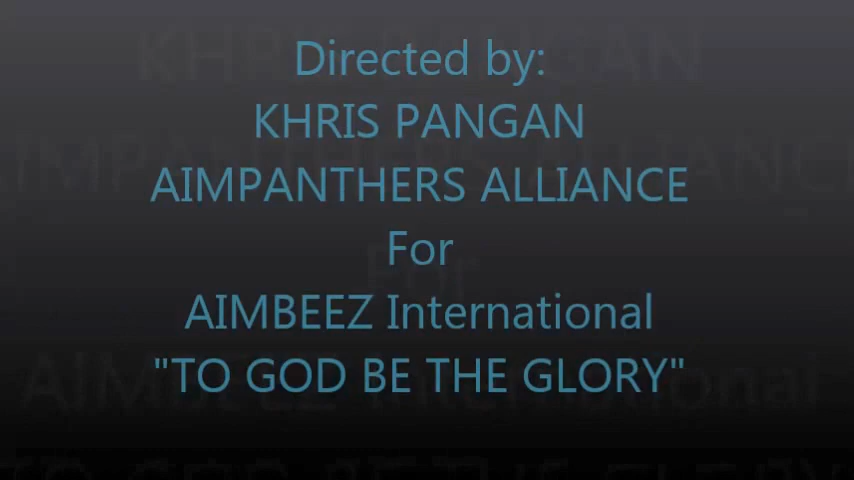 Directed by:
KHRIS PANGAN
AIMPANTHERS ALLIANCE
For
AIMBEEZ International
"TO GOD BE THE GLORY"